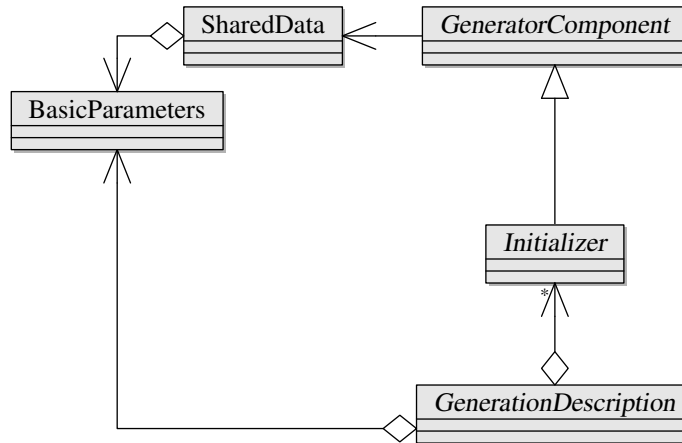 SharedData
GeneratorComponent
BasicParameters
Initializer
*
GenerationDescription